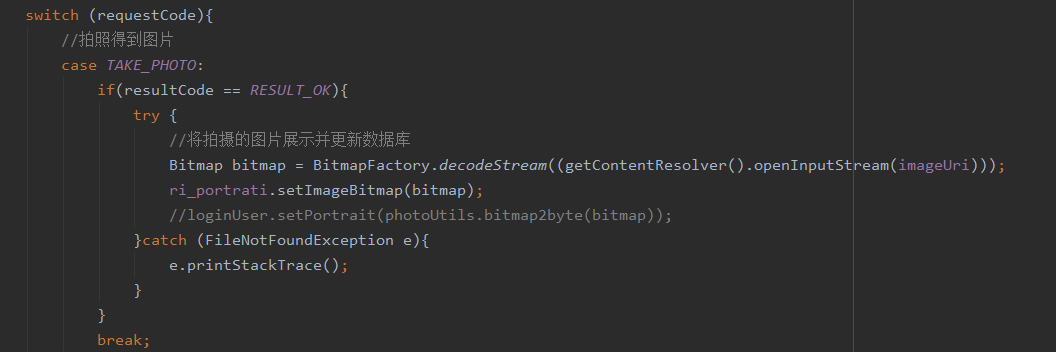 switch (requestCode){
//拍照得到图片
case TAKE_PHOTO:
if(resultCode == RESULT_OK){
try {
//将拍摄的图片展示并更新数据库
Bitmap bitmap = BitmapFactory.decodeStream((getContentResolver().openInputStream(imageUri)));
ri_portrati.setImageBitmap(bitmap);
//loginUser.setPortrait(photoUtils.bitmap2byte(bitmap));
}catch (FileNotFoundException e){
e.printStackTrace();
}
}
break;